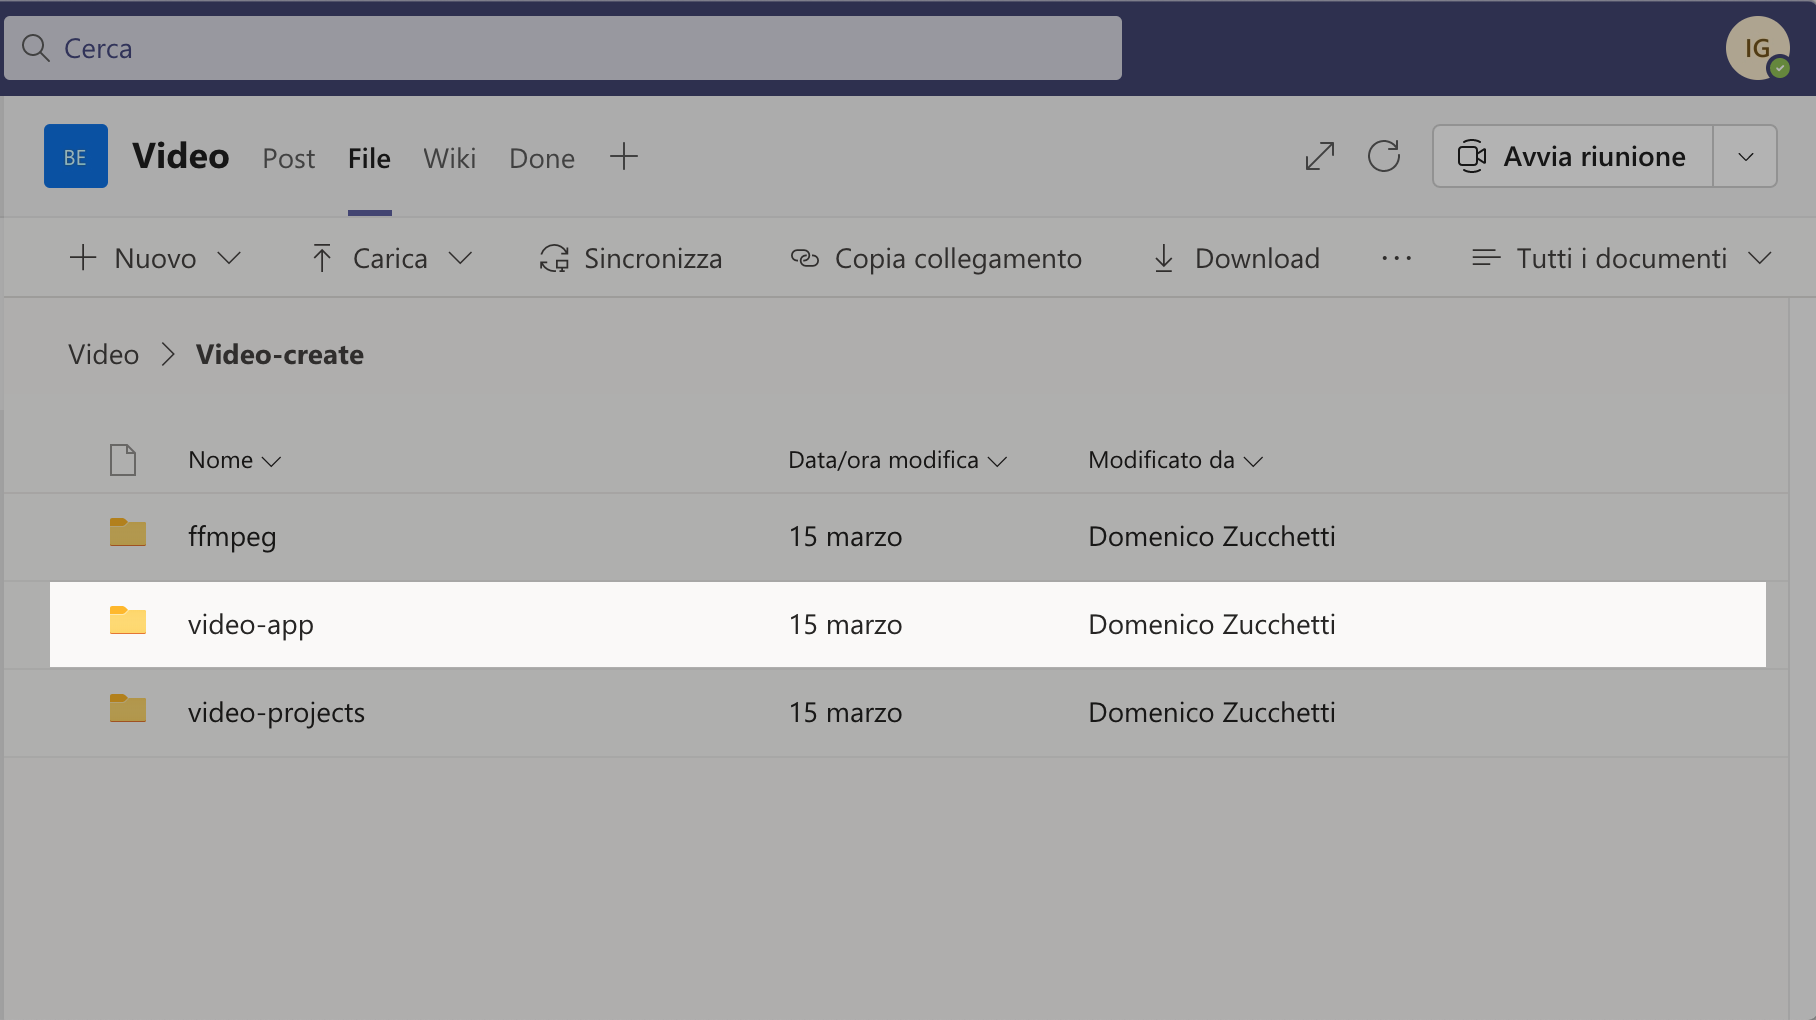 Cerca
IG
BE Video Post File Wiki Done Avvia riunione
Nuovo Carica Sincronizza Copia collegamento Download ... Tutti i documenti
Video > Video-create
Nome Data/ora modifica Modificato da
ffmpeg 15 marzo Domenico Zucchetti
video-app 15 marzo Domenico Zucchetti
video-projects 15 marzo Domenico Zucchetti